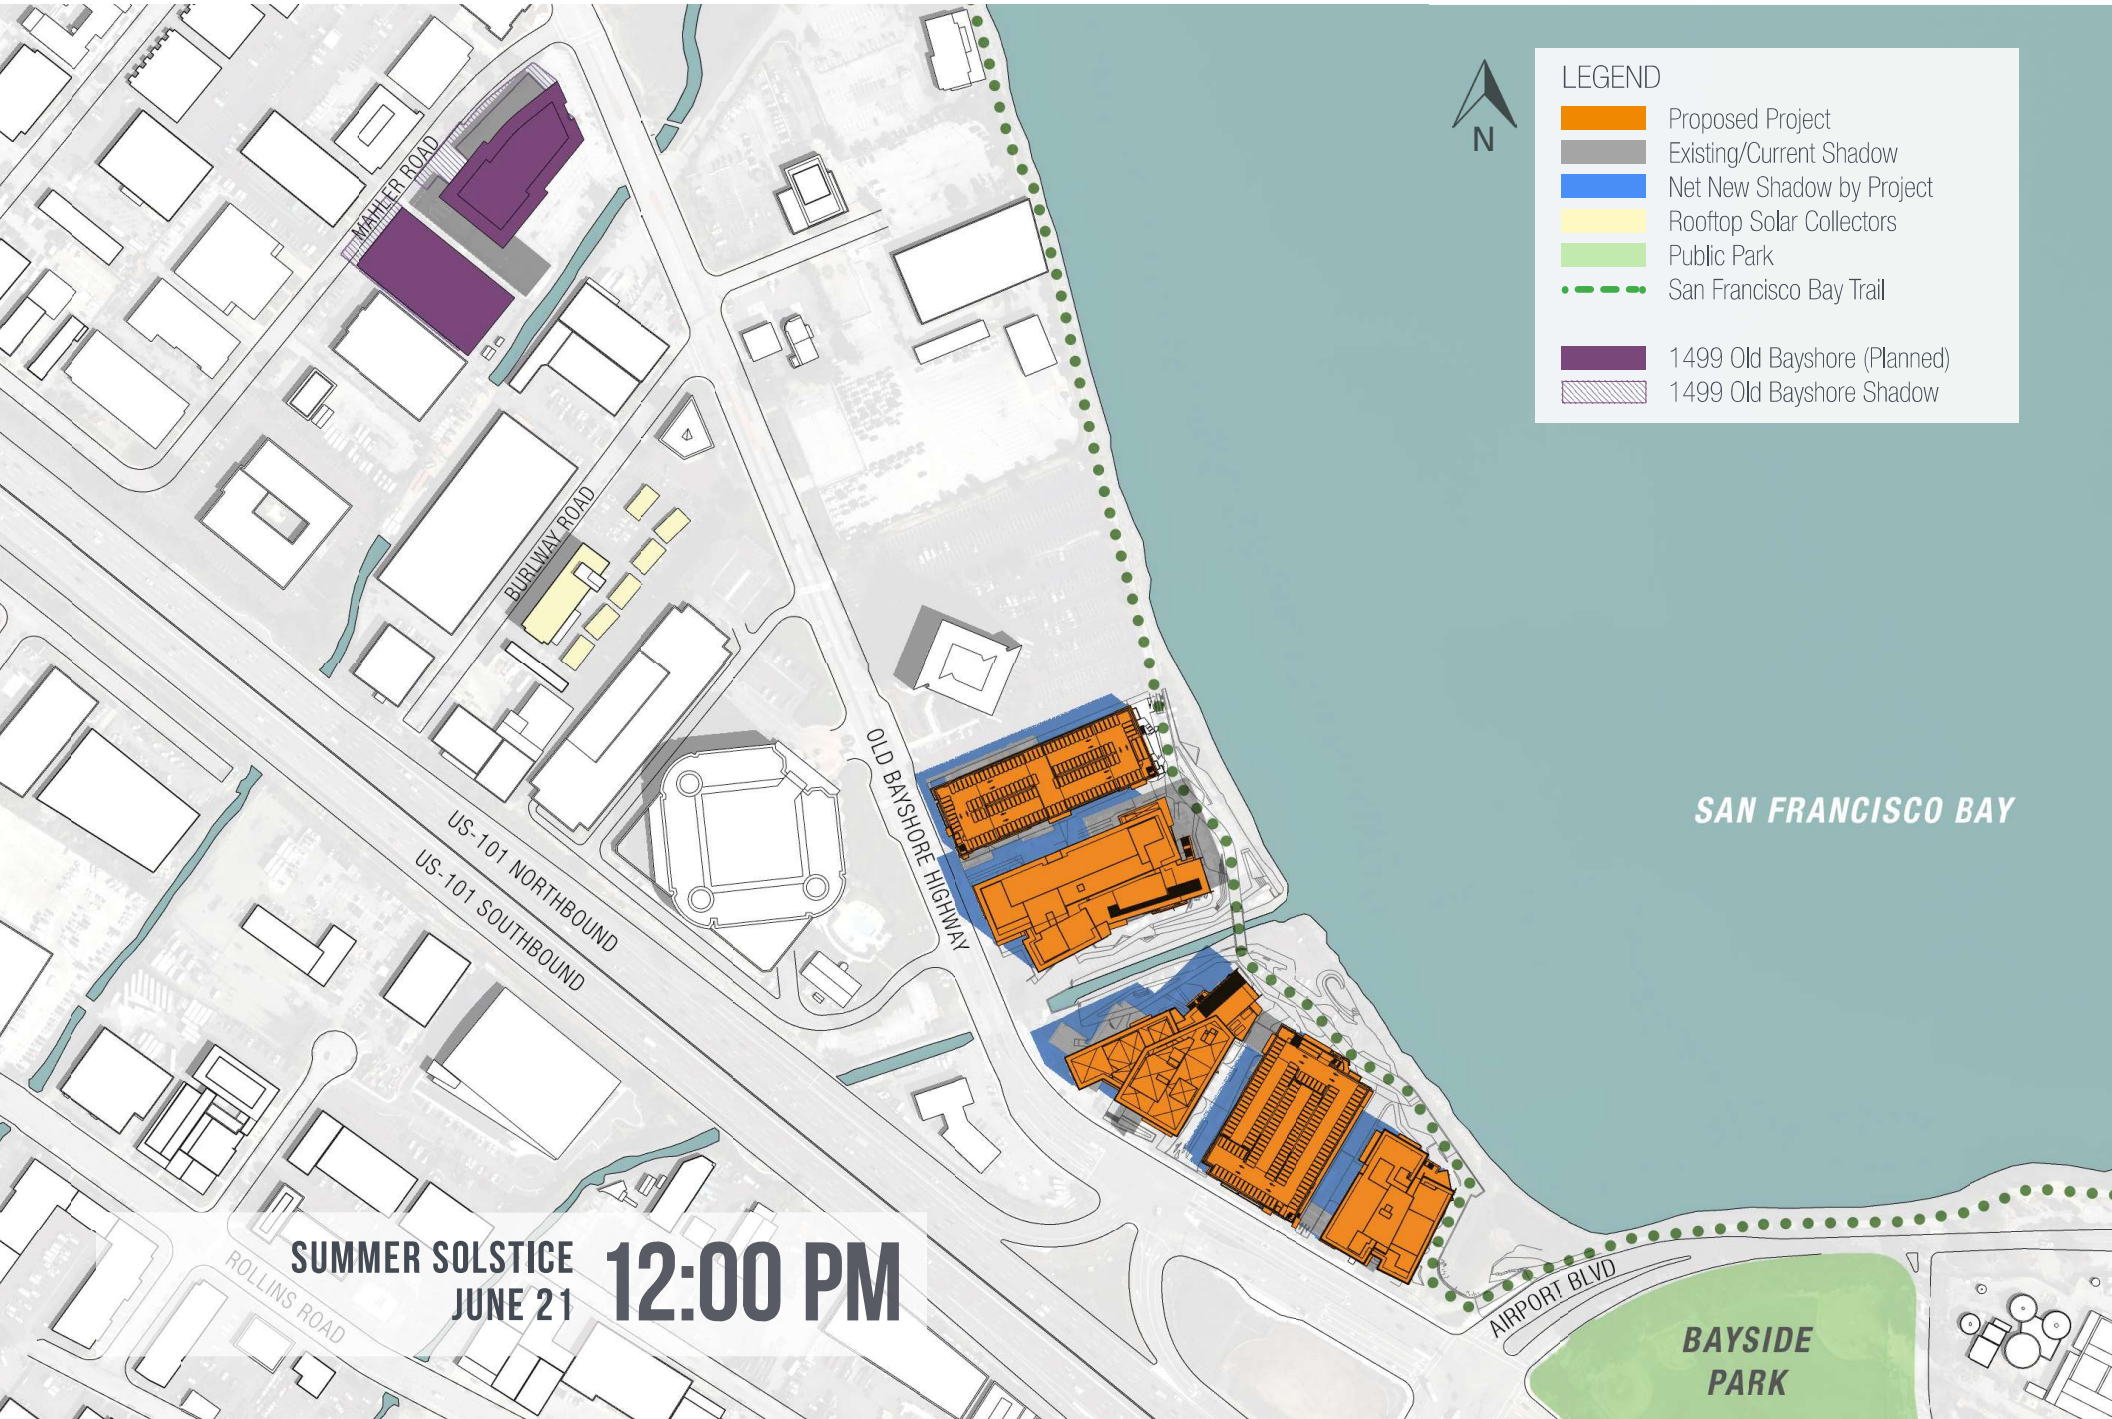 LEGEND
Proposed Project
Existing/Current Shadow
Net New Shadow by Project
Rooftop Solar Collectors
Public Park
San Francisco Bay Trail
1499 Old Bayshore (Planned)
1499 Old Bayshore Shadow
N
MAHLER ROAD
BURLWAY ROAD
OLD BAYSHORE HIGHWAY
US-101 NORTHBOUND
US-101 SOUTHBOUND
SAN FRANCISCO BAY
ROLLINS ROAD
AIRPORT BLVD
BAYSIDE
PARK
SUMMER SOLSTICE
JUNE 21
12:00 PM